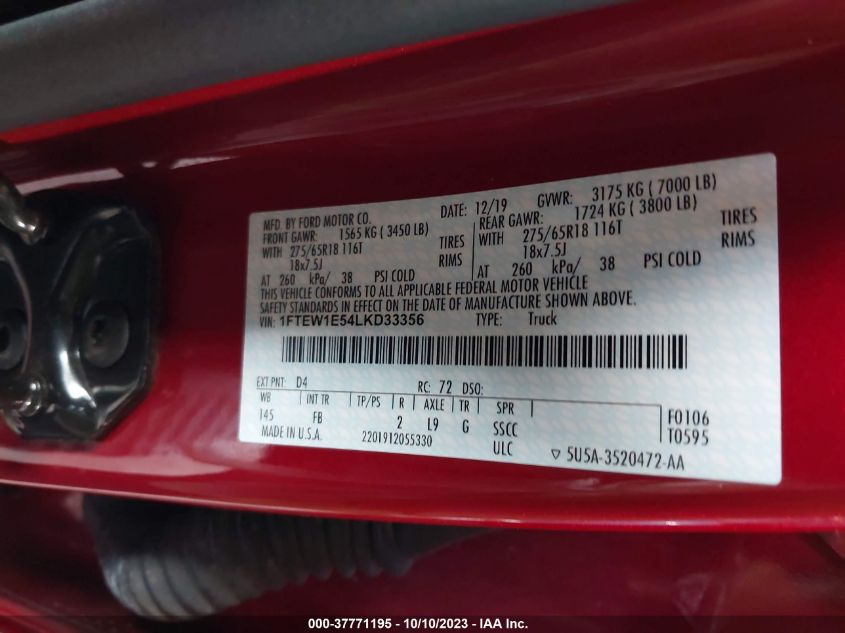 MFD. BY FORD MOTOR CO. DATE: 12/19 GVWR: 3175 KG ( 7000 LB)
FRONT GAWR: 1565 KG ( 3450 LB) REAR GAWR: 1724 KG ( 3800 LB)
WITH 275/65R18 116T TIRES WITH 275/65R18 116T TIRES
18x7.5J RIMS 18x7.5J RIMS
AT 260 kPa/ 38 PSI COLD AT 260 kPa/ 38 PSI COLD
THIS VEHICLE CONFORMS TO ALL APPLICABLE FEDERAL MOTOR VEHICLE
SAFETY STANDARDS IN EFFECT ON THE DATE OF MANUFACTURE SHOWN ABOVE.
VIN: 1FTEW1E54LKD33356 TYPE: Truck
EXT PNT: D4 RC: 72 DSO:
WB INT TR TP/PS R AXLE TR SPR F0106
145 FB 2 L9 G SSCC T0595
MADE IN U.S.A. 2201912055330 ULC ▽ 5U5A-3520472-AA
000-37771195 - 10/10/2023 - IAA Inc.